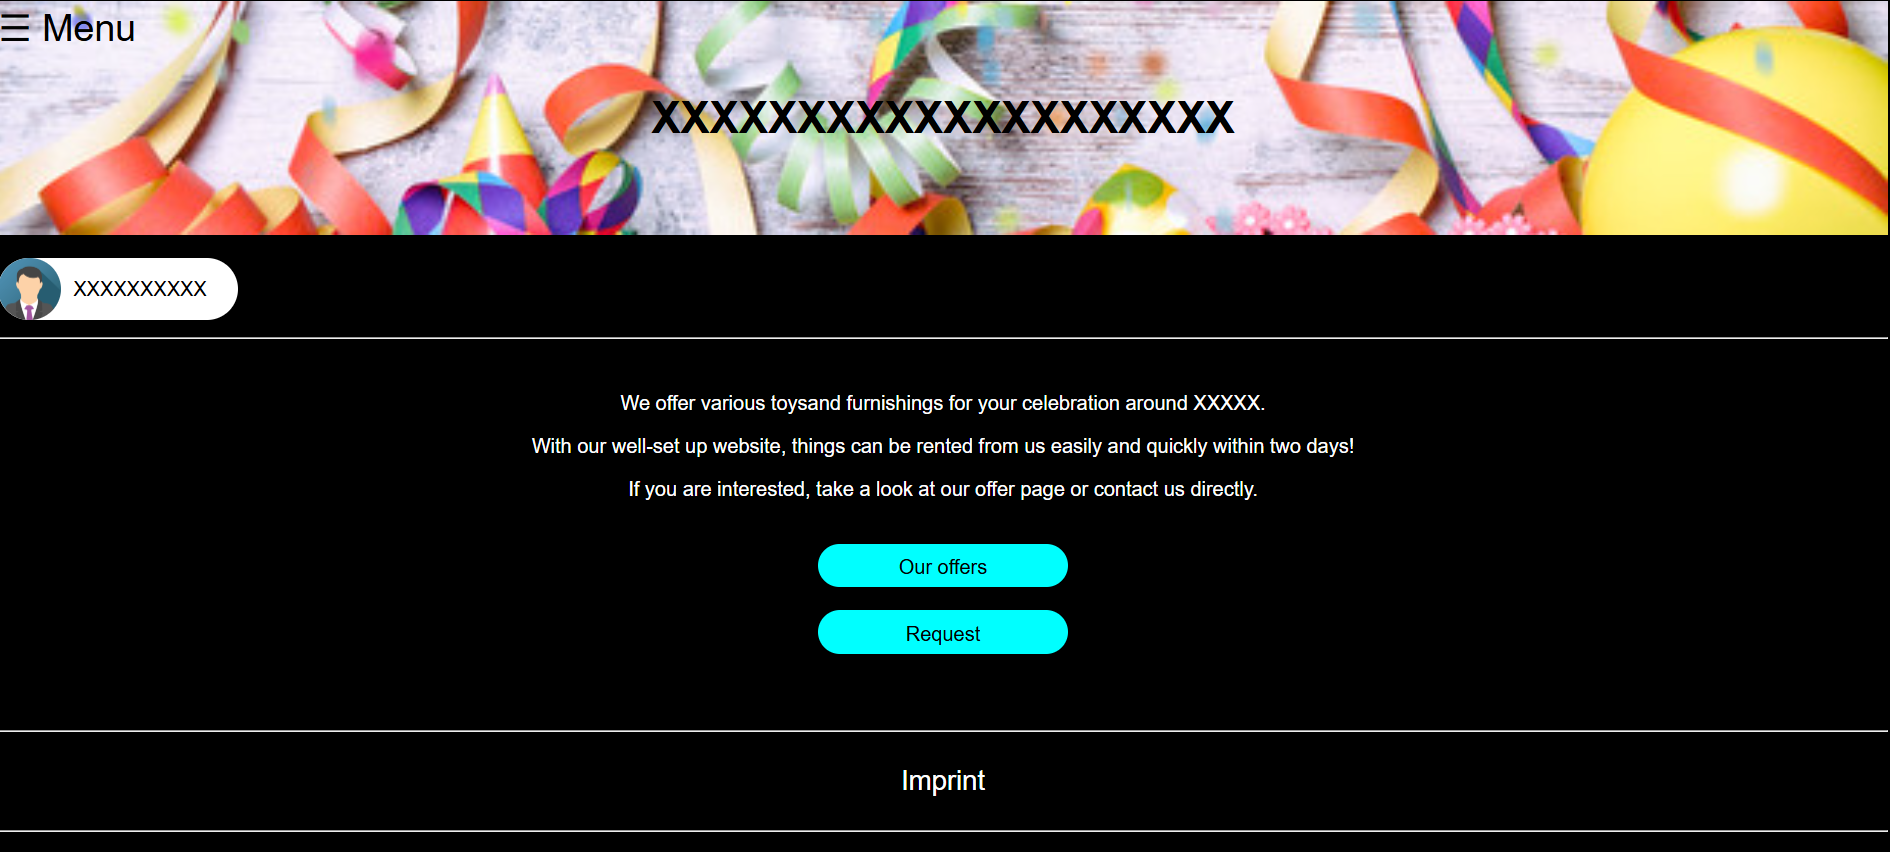 ☰ Menu
XXXXXXXXXXXXXXXXXXXX
XXXXXXXXXX
We offer various toysand furnishings for your celebration around XXXXX.
With our well-set up website, things can be rented from us easily and quickly within two days!
If you are interested, take a look at our offer page or contact us directly.
Our offers
Request
Imprint